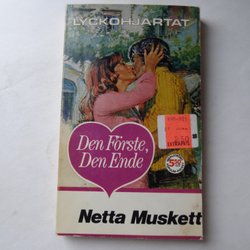 LYCKOHJÄRTAT
Den Förste,
Den Ende
Netta Muskett